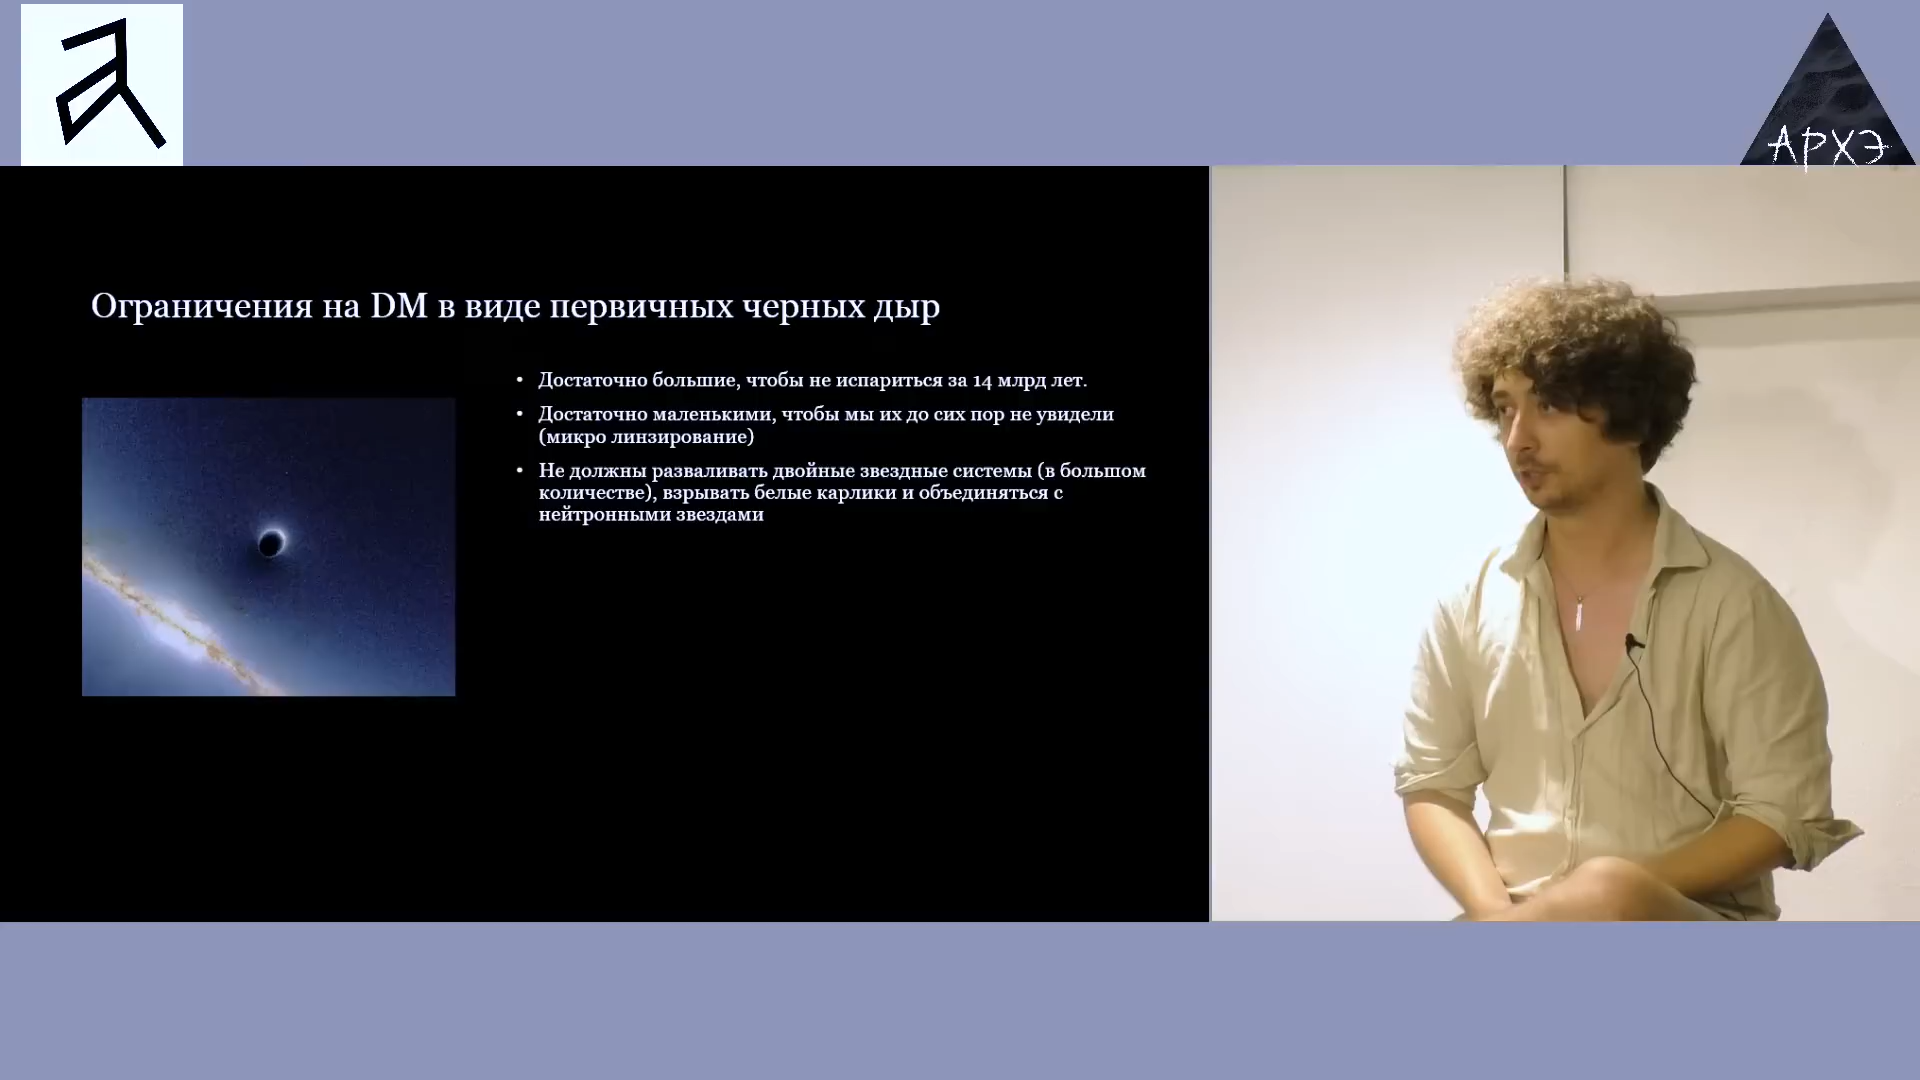 АРХЭ
Ограничения на DM в виде первичных черных дыр
• Достаточно большие, чтобы не испариться за 14 млрд лет.
• Достаточно маленькими, чтобы мы их до сих пор не увидели
(микро линзирование)
• Не должны разваливать двойные звездные системы (в большом
количестве), взрывать белые карлики и объединяться с
нейтронными звездами